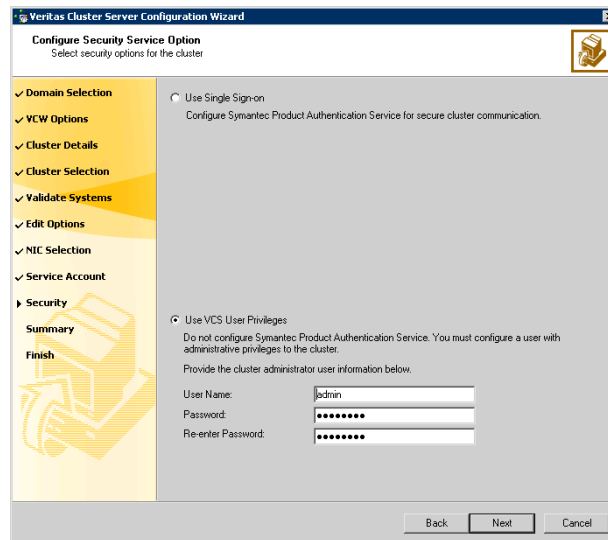 Veritas Cluster Server Configuration Wizard
Configure Security Service Option
Select security options for the cluster
Domain Selection
VCW Options
Cluster Details
Cluster Selection
Validate Systems
Edit Options
NIC Selection
Service Account
Security
Summary
Finish
Use Single Sign-on
Configure Symantec Product Authentication Service for secure cluster communication.
Use VCS User Privileges
Do not configure Symantec Product Authentication Service. You must configure a user with
administrative privileges to the cluster.
Provide the cluster administrator user information below.
User Name:
admin
Password:
●●●●●●●●
Re-enter Password:
●●●●●●●●
Back
Next
Cancel